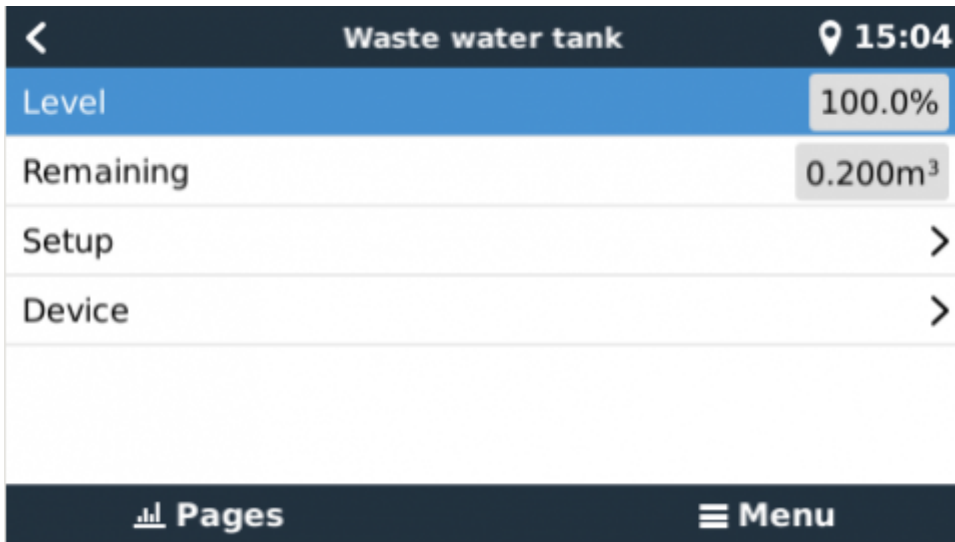 Waste water tank 15:04
Level 100.0%
Remaining 0.200m³
Setup
Device
Pages Menu